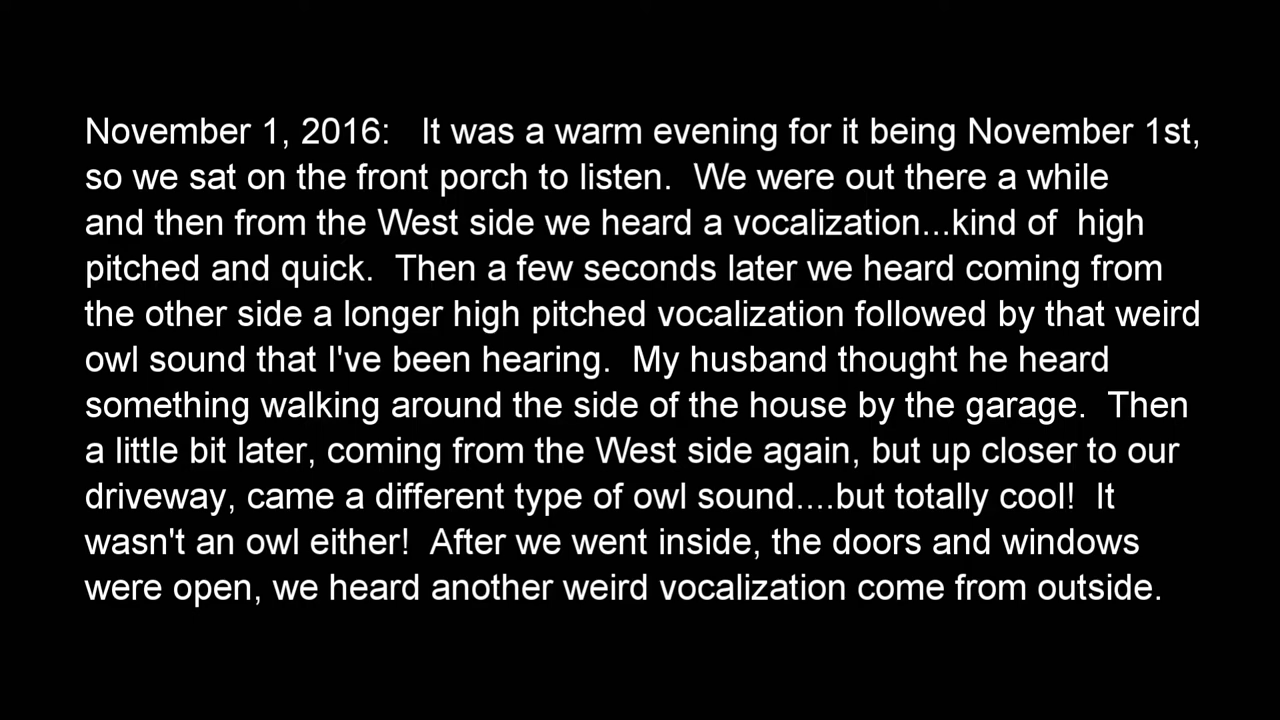 November 1, 2016:   It was a warm evening for it being November 1st,
so we sat on the front porch to listen.  We were out there a while
and then from the West side we heard a vocalization...kind of  high
pitched and quick.  Then a few seconds later we heard coming from
the other side a longer high pitched vocalization followed by that weird
owl sound that I've been hearing.  My husband thought he heard
something walking around the side of the house by the garage.  Then
a little bit later, coming from the West side again, but up closer to our
driveway, came a different type of owl sound....but totally cool!  It
wasn't an owl either!  After we went inside, the doors and windows
were open, we heard another weird vocalization come from outside.